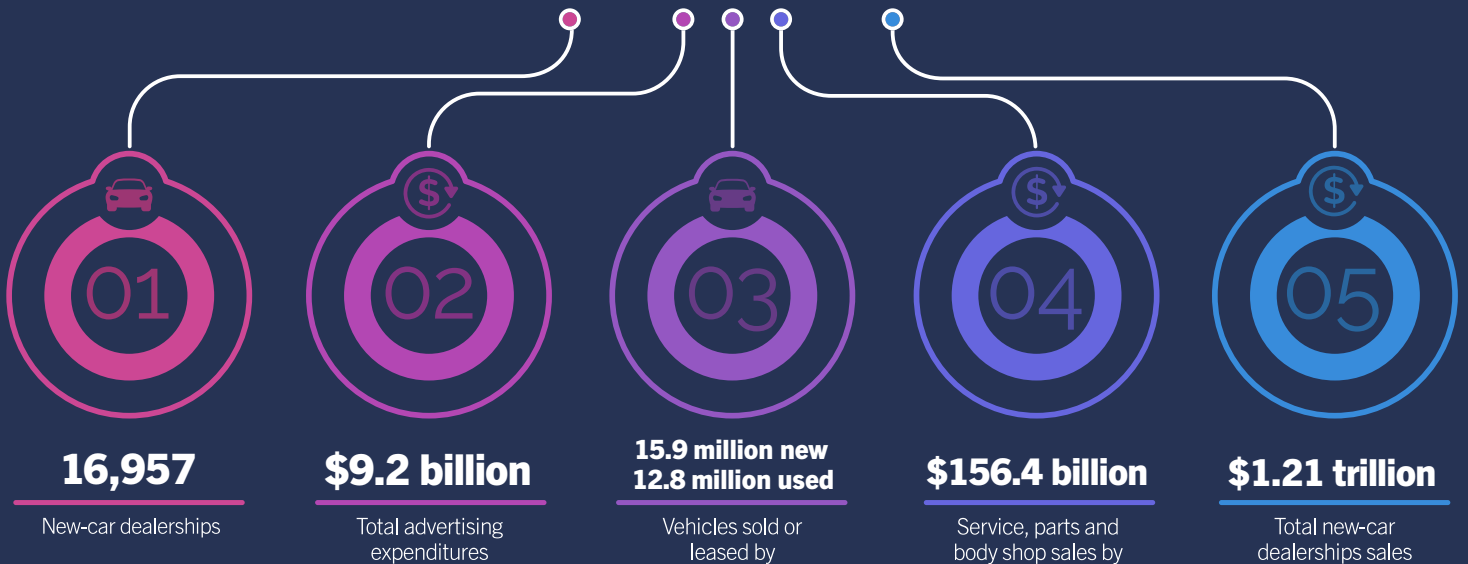 01
02
03
04
05
16,957
New-car dealerships
$9.2 billion
Total advertising
expenditures
15.9 million new
12.8 million used
Vehicles sold or
leased by
$156.4 billion
Service, parts and
body shop sales by
$1.21 trillion
Total new-car
dealerships sales